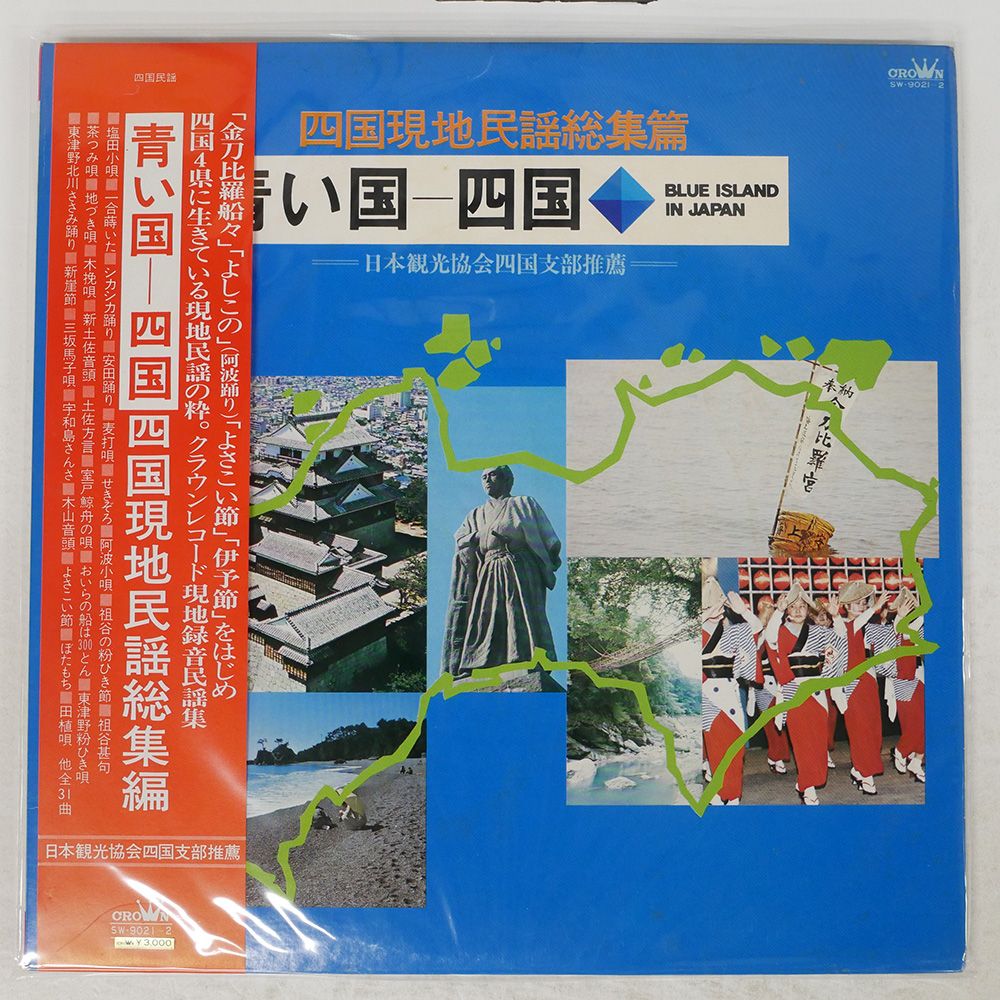 四国民謡
「金刀比羅船々」「よしこの」(阿波踊り)「よさこい節」「伊予節」をはじめ
四国4県に生きている現地民謡の粋。クラウンレコード現地録音民謡集
青い国—四国 四国現地民謡総集編
■塩田小唄■一合蒔いた■シカシカ踊り■安田踊り■麦打唄■せきぞろ■阿波小唄■祖谷の粉ひき節■祖谷甚句
■茶つみ唄■地づき唄■木挽唄■新土佐音頭■土佐方言■室戸鯨舟の唄■おいらの船は300とん■東津野粉ひき唄
■東津野北川ささみ踊り■新崖節■三坂馬子唄■宇和島さんさ■木山音頭■よさこい節■ぼたもち■田植唄 他全31曲
日本観光協会四国支部推薦
CROWN
SW-9021~2
¥3,000
CROWN
SW-9021~2
四国現地民謡総集篇
青い国—四国
BLUE ISLAND
IN JAPAN
日本観光協会四国支部推薦
奉納